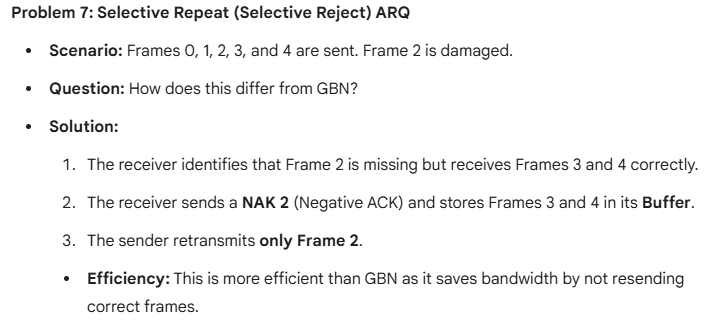 Problem 7: Selective Repeat (Selective Reject) ARQ
• Scenario: Frames 0, 1, 2, 3, and 4 are sent. Frame 2 is damaged.
• Question: How does this differ from GBN?
• Solution:
1. The receiver identifies that Frame 2 is missing but receives Frames 3 and 4 correctly.
2. The receiver sends a NAK 2 (Negative ACK) and stores Frames 3 and 4 in its Buffer.
3. The sender retransmits only Frame 2.
• Efficiency: This is more efficient than GBN as it saves bandwidth by not resending
correct frames.